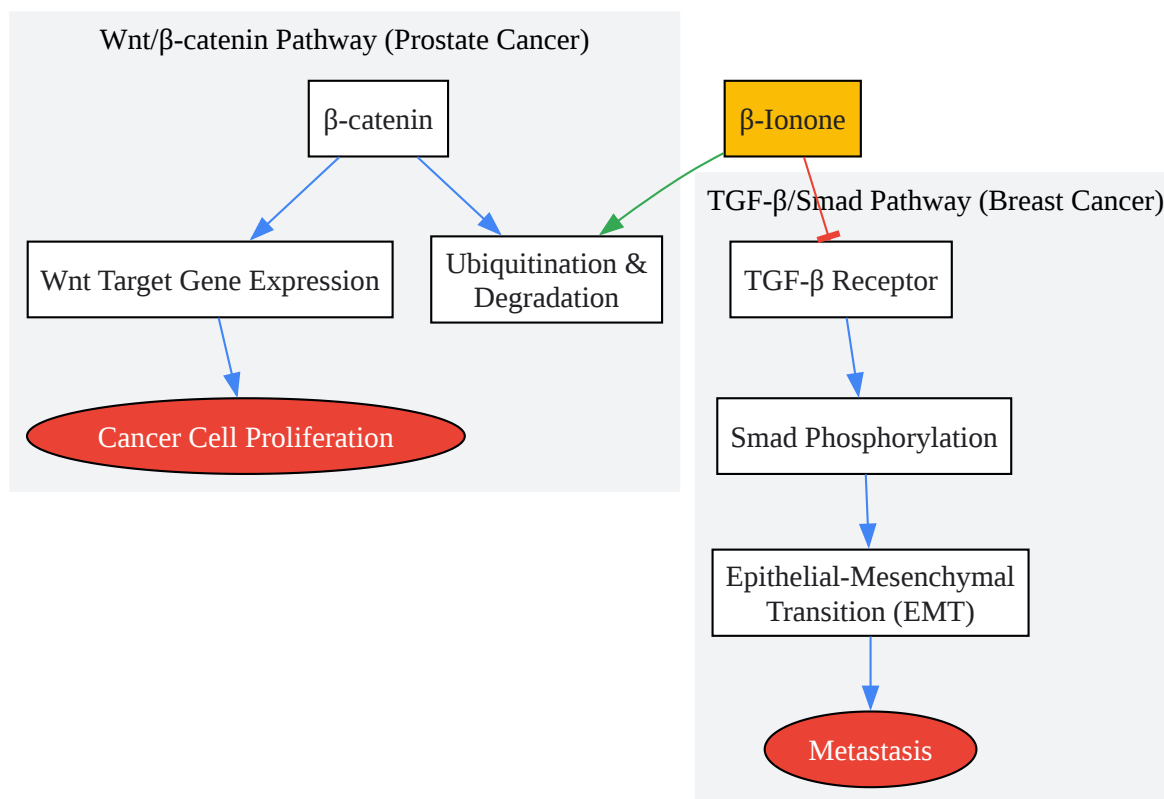 Wnt/β-catenin Pathway (Prostate Cancer)
β-catenin
β-Ionone
TGF-β/Smad Pathway (Breast Cancer)
Wnt Target Gene Expression
Ubiquitination &
Degradation
TGF-β Receptor
Cancer Cell Proliferation
Smad Phosphorylation
Epithelial-Mesenchymal
Transition (EMT)
Metastasis